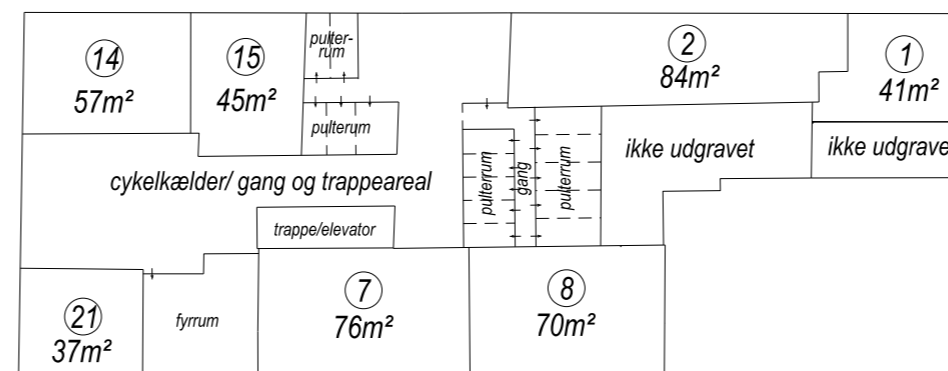 14
57m²
15
45m²
pulter-
rum
pulterum
2
84m²
1
41m²
ikke udgravet
ikke udgrave
cykelkælder/ gang og trappeareal
pulterrum
gang
pulterrum
trappe/elevator
21
37m²
fyrrum
7
76m²
8
70m²